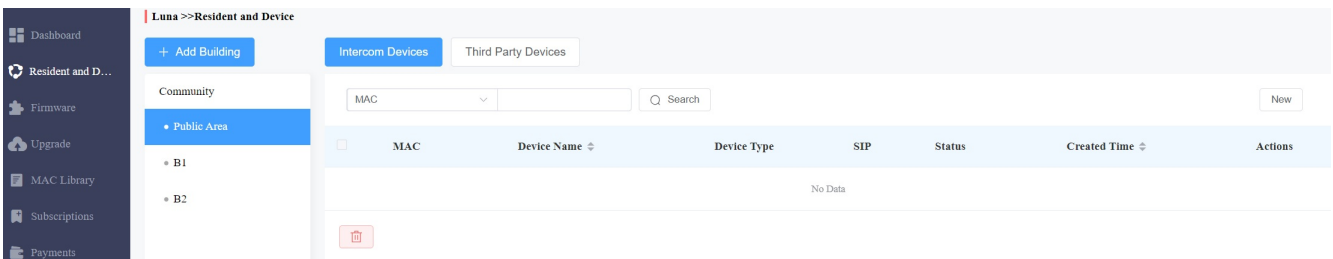 Luna >>Resident and Device
Dashboard
Resident and D...
Firmware
Upgrade
MAC Library
Subscriptions
Payments
+ Add Building
Community
Public Area
B1
B2
Intercom Devices Third Party Devices
MAC Search New
MAC Device Name Device Type SIP Status Created Time Actions
No Data